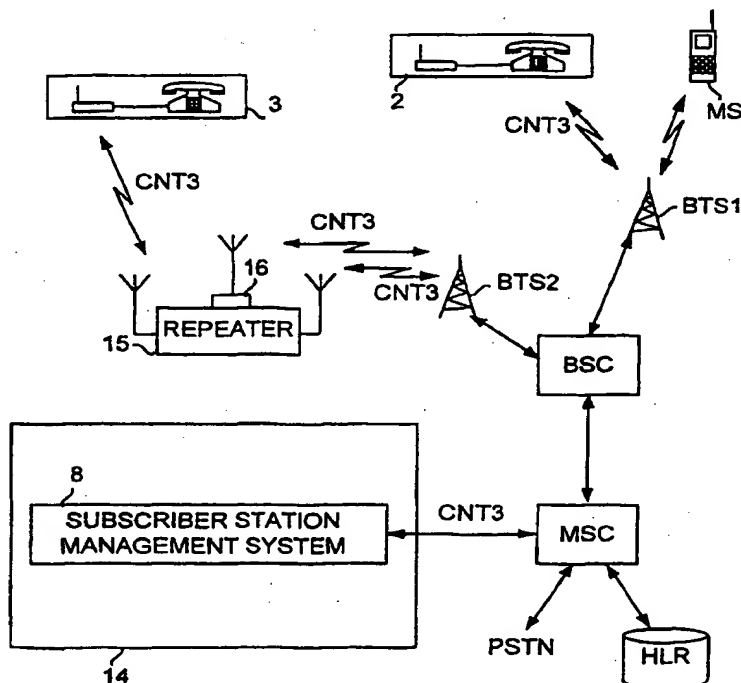 3
2
MS
CNT3
CNT3
BTS1
CNT3
16
CNT3
BTS2
REPEATER
15
BSC
8
SUBSCRIBER STATION
MANAGEMENT SYSTEM
CNT3
MSC
PSTN
HLR
14